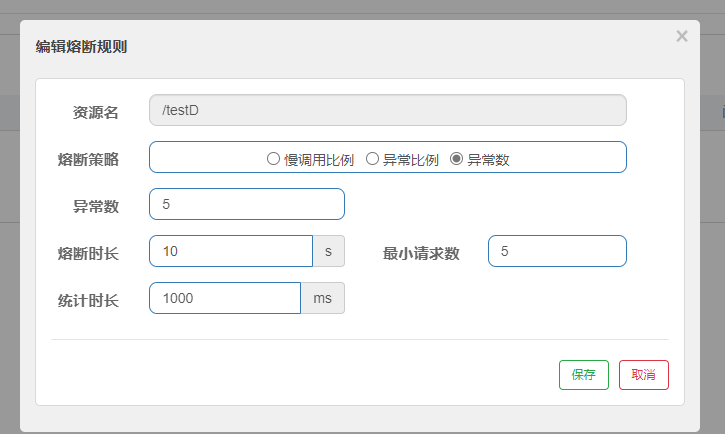 编辑熔断规则 ×
资源名 /testD
熔断策略 慢调用比例 异常比例 异常数
异常数 5
熔断时长 10 s 最小请求数 5
统计时长 1000 ms
保存 取消